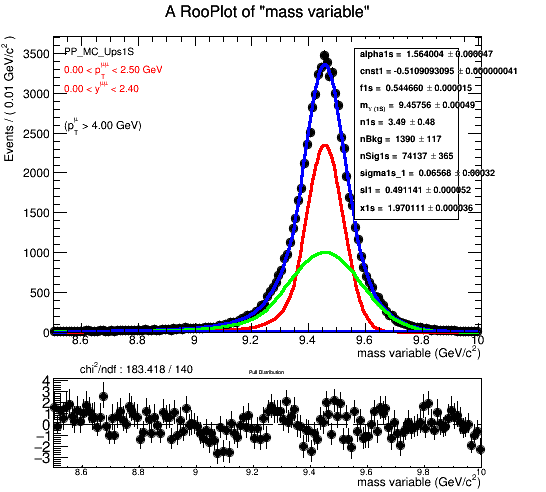 A RooPlot of "mass variable"
Events / ( 0.01 GeV/c² )
3500
3000
2500
2000
1500
1000
500
0
PP_MC_Ups1S
0.00 < p_T^μμ < 2.50 GeV
0.00 < y^μμ < 2.40
(p_T^μ > 4.00 GeV)
alpha1s = 1.564004 ± 0.000047
cnst1 = -0.5109093095 ± 0.000000041
f1s = 0.544660 ± 0.000015
m_Υ(1S) = 9.45756 ± 0.00049
n1s = 3.49 ± 0.48
nBkg = 1390 ± 117
nSig1s = 74137 ± 365
sigma1s_1 = 0.06568 ± 0.00032
sl1 = 0.491141 ± 0.000052
x1s = 1.970111 ± 0.000036
8.6 8.8 9 9.2 9.4 9.6 9.8 10
mass variable (GeV/c²)
chi²/ndf : 183.418 / 140
Pull Distribution
4
3
2
1
0
−1
−2
−3
8.6 8.8 9 9.2 9.4 9.6 9.8 10
mass variable (GeV/c²)